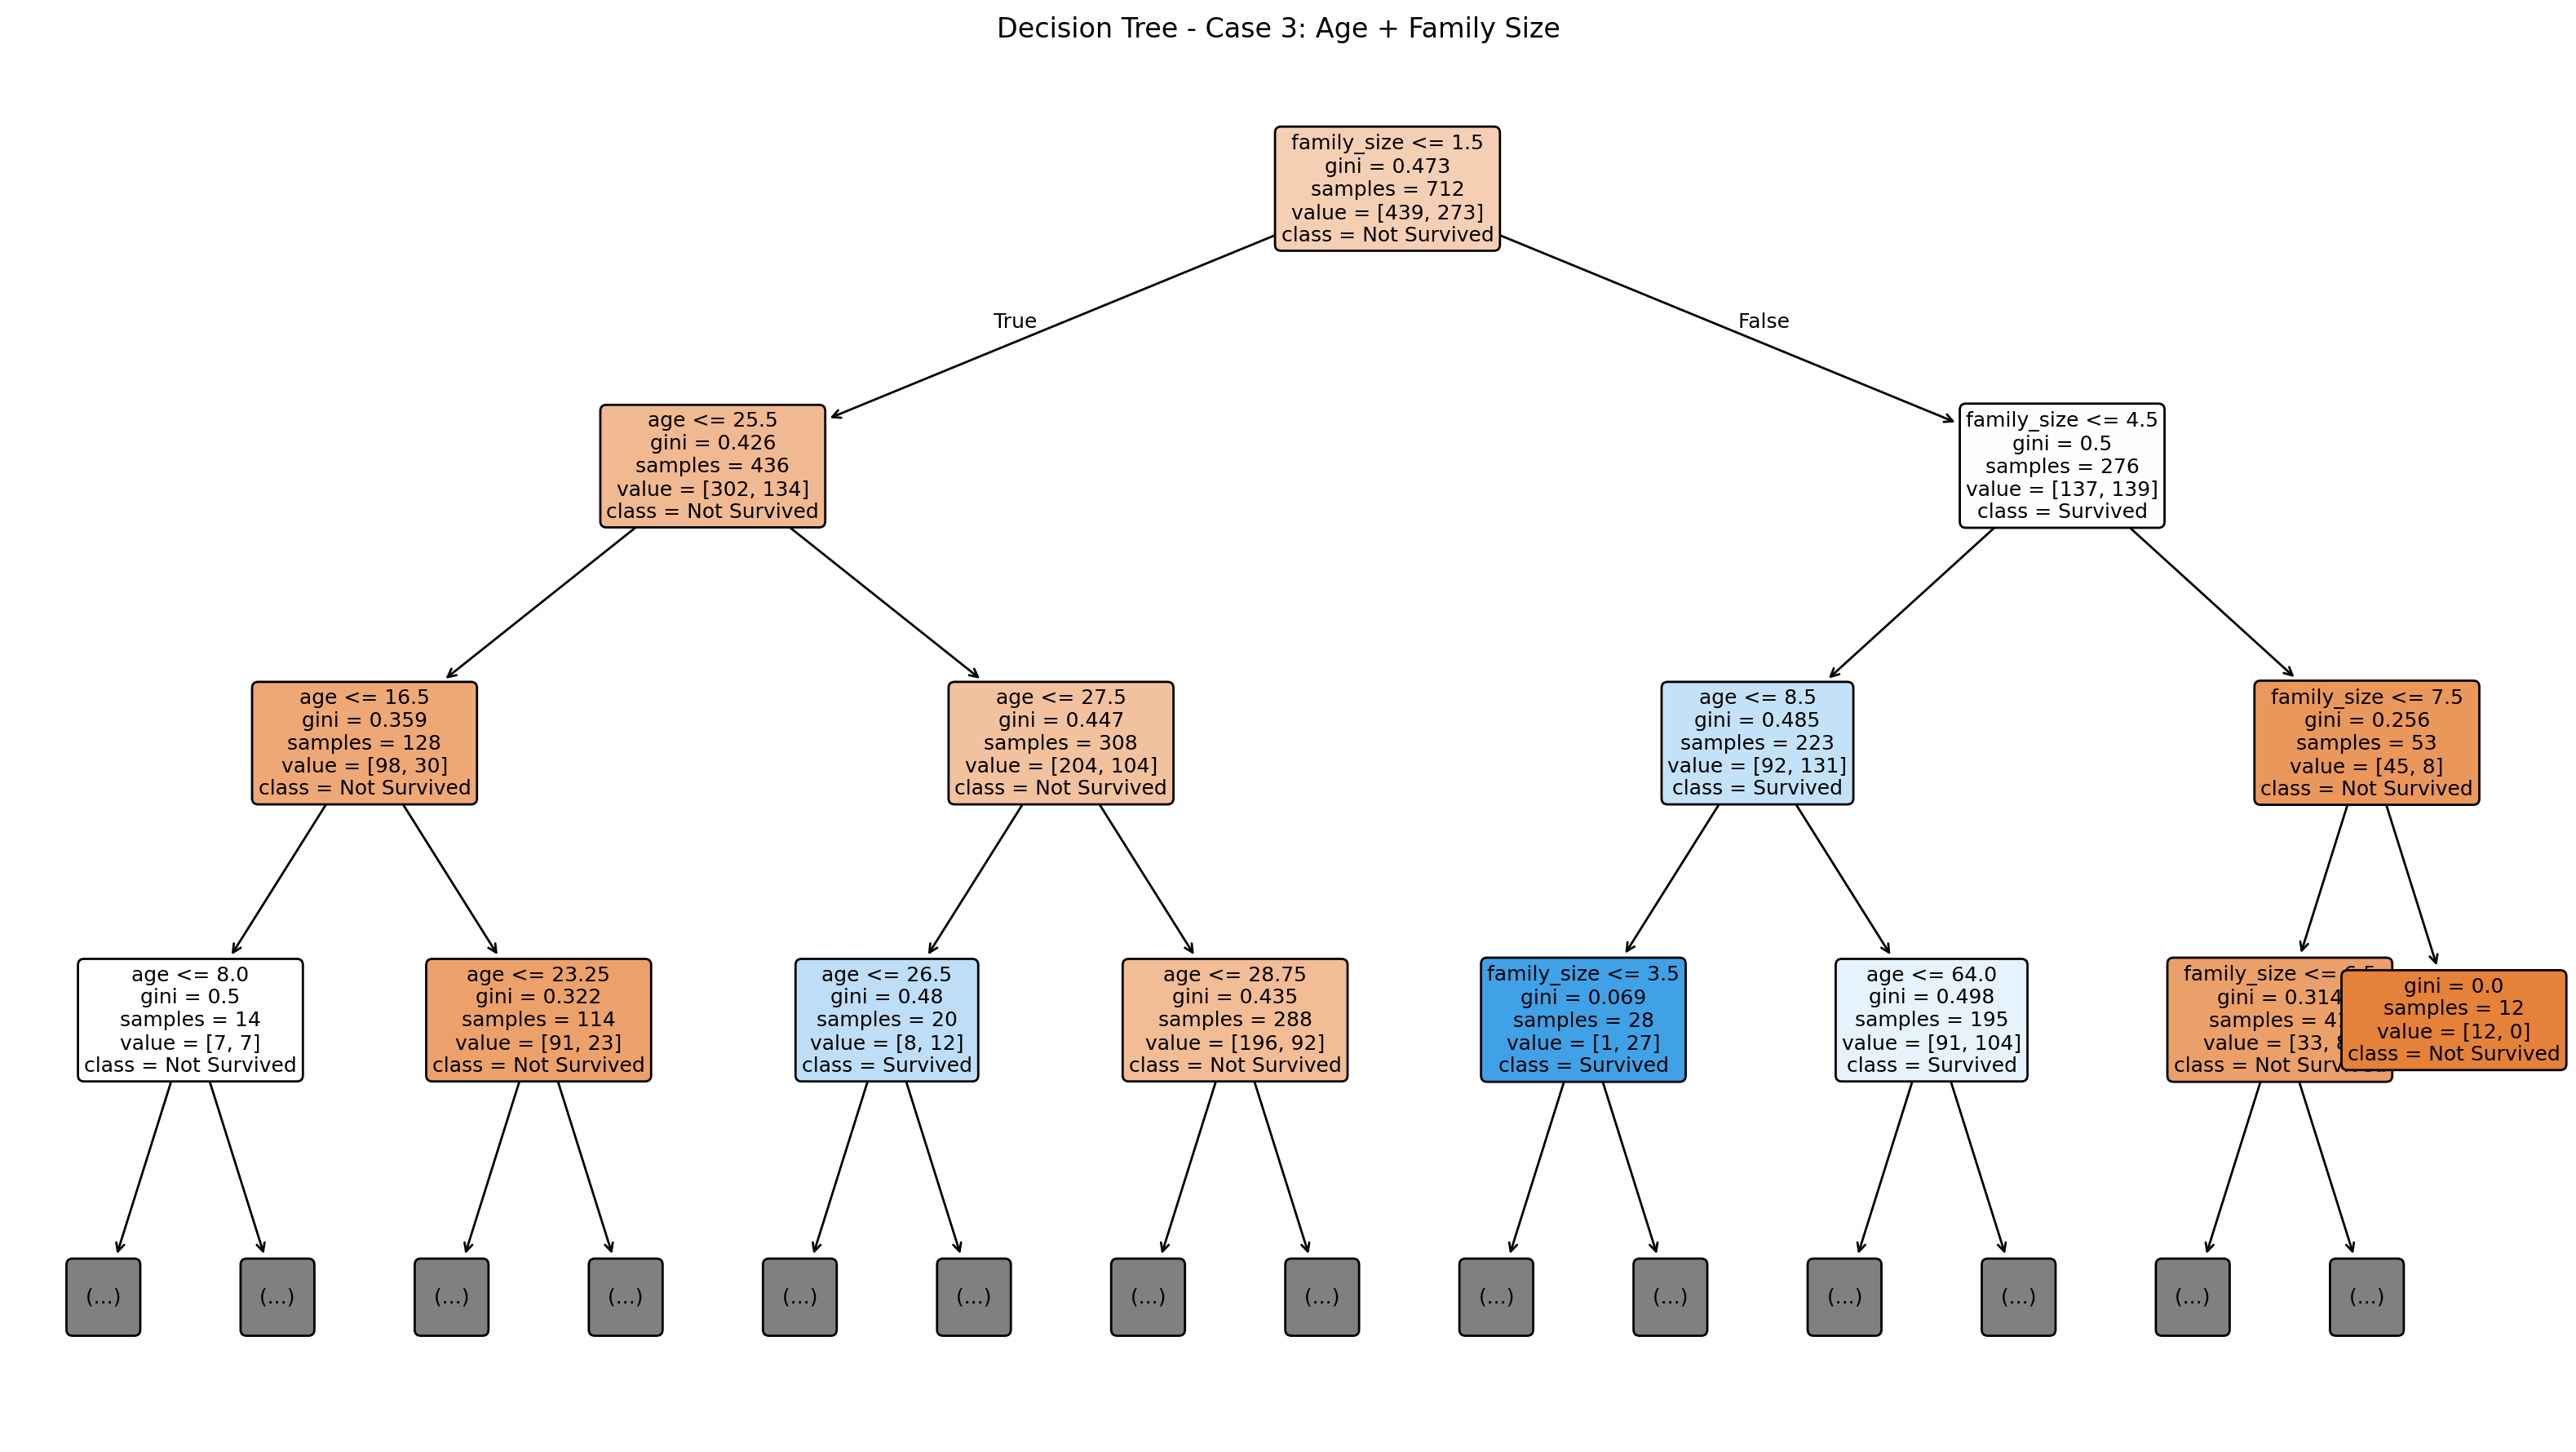 Decision Tree - Case 3: Age + Family Size
family_size <= 1.5
gini = 0.473
samples = 712
value = [439, 273]
class = Not Survived
True
False
age <= 25.5
gini = 0.426
samples = 436
value = [302, 134]
class = Not Survived
family_size <= 4.5
gini = 0.5
samples = 276
value = [137, 139]
class = Survived
age <= 16.5
gini = 0.359
samples = 128
value = [98, 30]
class = Not Survived
age <= 27.5
gini = 0.447
samples = 308
value = [204, 104]
class = Not Survived
age <= 8.5
gini = 0.485
samples = 223
value = [92, 131]
class = Survived
family_size <= 7.5
gini = 0.256
samples = 53
value = [45, 8]
class = Not Survived
age <= 8.0
gini = 0.5
samples = 14
value = [7, 7]
class = Not Survived
age <= 23.25
gini = 0.322
samples = 114
value = [91, 23]
class = Not Survived
age <= 26.5
gini = 0.48
samples = 20
value = [8, 12]
class = Survived
age <= 28.75
gini = 0.435
samples = 288
value = [196, 92]
class = Not Survived
family_size <= 3.5
gini = 0.069
samples = 28
value = [1, 27]
class = Survived
age <= 64.0
gini = 0.498
samples = 195
value = [91, 104]
class = Survived
family_size <=
gini = 0.314
samples =
value = [33,
class = Not
gini = 0.0
samples = 12
value = [12, 0]
class = Not Survived
(...)
(...)
(...)
(...)
(...)
(...)
(...)
(...)
(...)
(...)
(...)
(...)
(...)
(...)